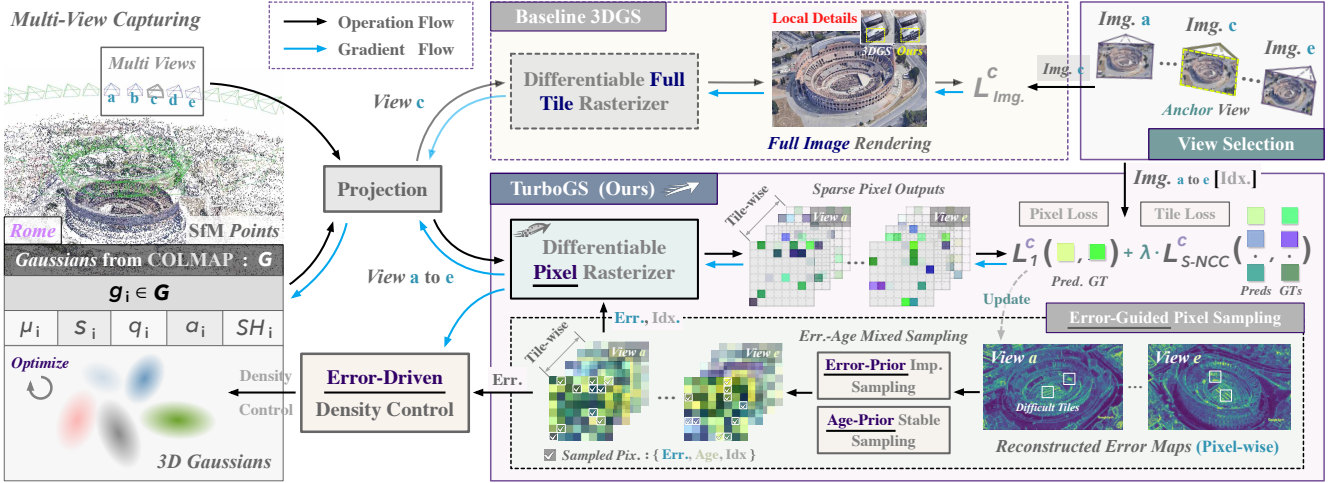 Multi-View Capturing
Multi Views
a b c d e
Rome
SfM Points
Gaussians from COLMAP : G
g_i ∈ G
μ_i S_i q_i a_i SH_i
Optimize
3D Gaussians
Operation Flow
Gradient Flow
View c
Projection
View a to e
Density
Control
Error-Driven
Density Control
Err.
Baseline 3DGS
Differentiable Full
Tile Rasterizer
Local Details
3DGS Ours
Full Image Rendering
L^c_Img.
Img. c
Img. a
Img. c
Img. e
Anchor View
View Selection
Img. a to e [Idx.]
TurboGS (Ours)
Differentiable
Pixel Rasterizer
Sparse Pixel Outputs
Tile-wise
View a
View e
Pixel Loss
Tile Loss
L^c_1 ( , ) + λ · L^c_S-NCC ( , )
Pred. GT
Preds GTs
Update
Err., Idx.
Error-Guided Pixel Sampling
Tile-wise
View a
View e
Err.-Age Mixed Sampling
Error-Prior Imp.
Sampling
Age-Prior Stable
Sampling
Sampled Pix. : { Err., Age, Idx }
View a
Difficult Tiles
View e
Reconstructed Error Maps (Pixel-wise)